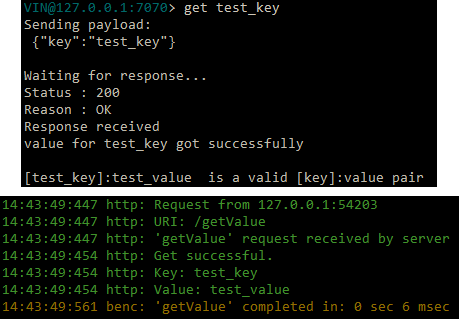 VIN@127.0.0.1:7070> get test_key
Sending payload:
{"key":"test_key"}
Waiting for response...
Status : 200
Reason : OK
Response received
value for test_key got successfully
[test_key]:test_value  is a valid [key]:value pair
14:43:49:447 http: Request from 127.0.0.1:54203
14:43:49:447 http: URI: /getValue
14:43:49:447 http: 'getValue' request received by server
14:43:49:454 http: Get successful.
14:43:49:454 http: Key: test_key
14:43:49:454 http: Value: test_value
14:43:49:561 benc: 'getValue' completed in: 0 sec 6 msec